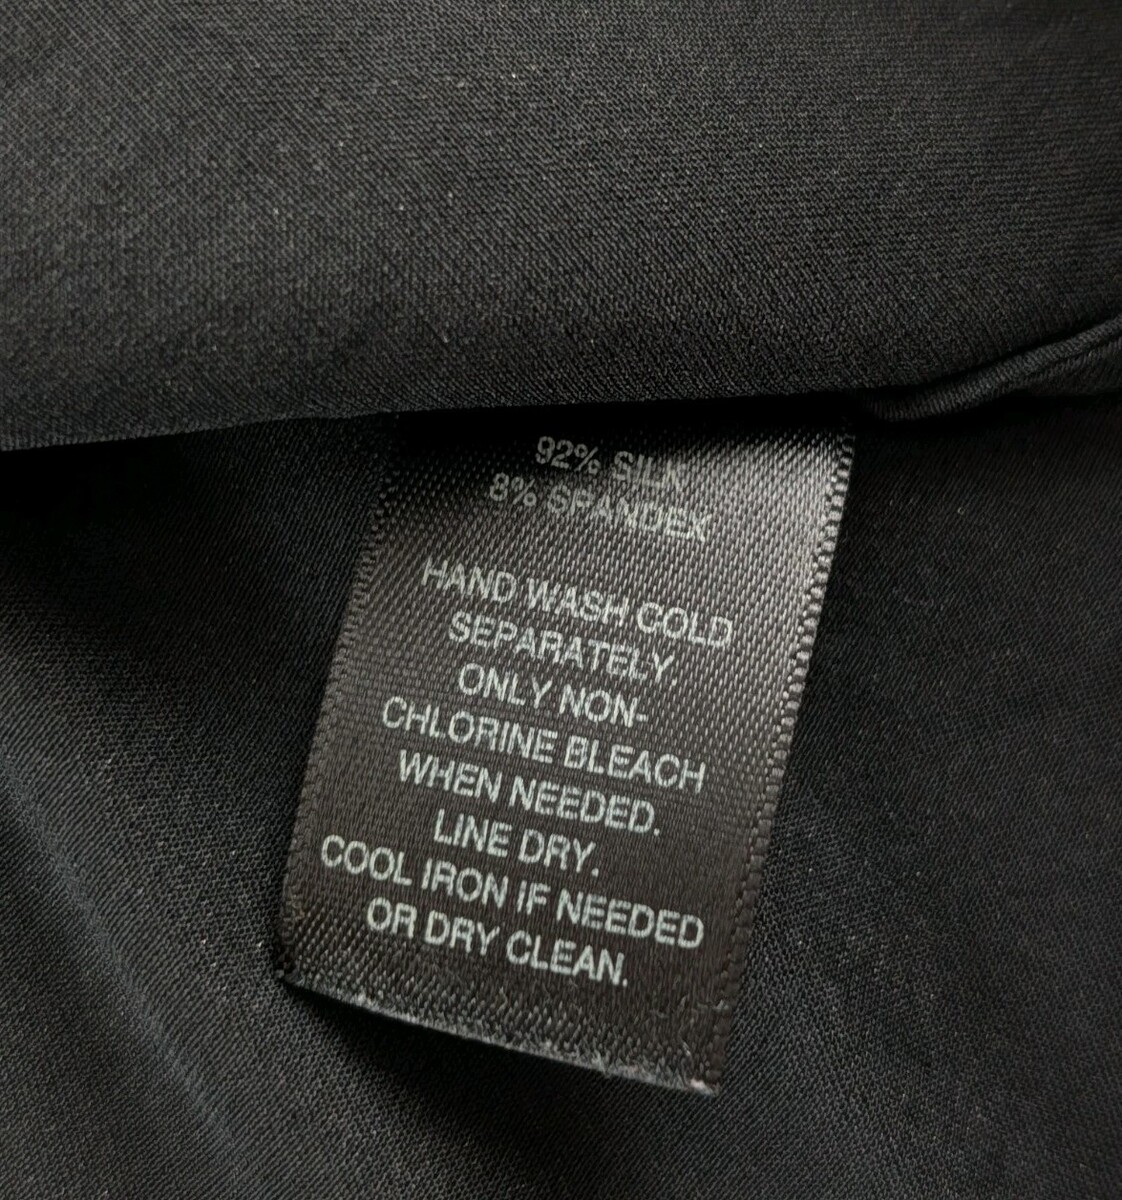 92% SILK
8% SPANDEX
HAND WASH COLD
SEPARATELY.
ONLY NON-
CHLORINE BLEACH
WHEN NEEDED.
LINE DRY.
COOL IRON IF NEEDED
OR DRY CLEAN.